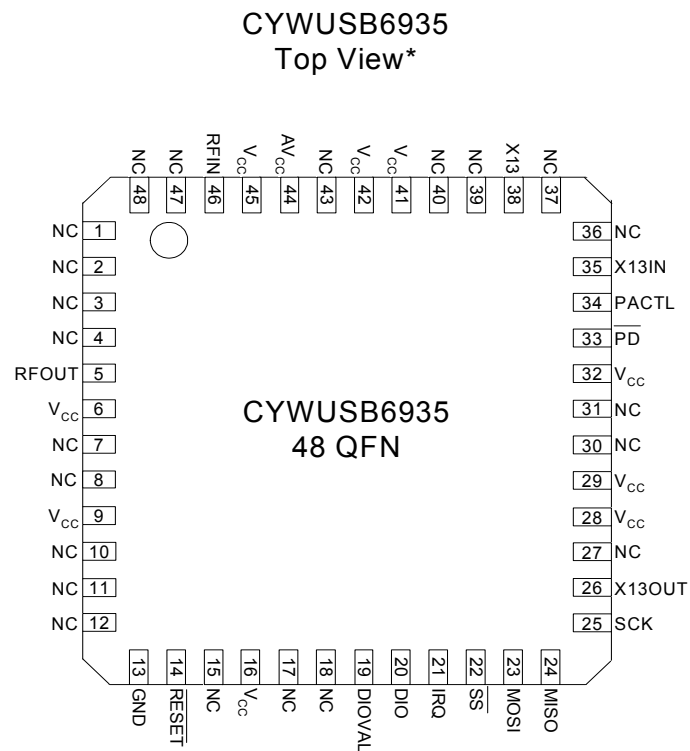 CYWUSB6935
Top View*
NC 48
NC 47
RFIN 46
VCC 45
AVCC 44
NC 43
VCC 42
VCC 41
NC 40
NC 39
X13 38
NC 37
NC 1
NC 2
NC 3
NC 4
RFOUT 5
VCC 6
NC 7
NC 8
VCC 9
NC 10
NC 11
NC 12
36 NC
35 X13IN
34 PACTL
33 PD
32 VCC
31 NC
30 NC
29 VCC
28 VCC
27 NC
26 X13OUT
25 SCK
CYWUSB6935
48 QFN
13 GND
14 RESET
15 NC
16 VCC
17 NC
18 NC
19 DIOVAL
20 DIO
21 IRQ
22 SS
23 MOSI
24 MISO